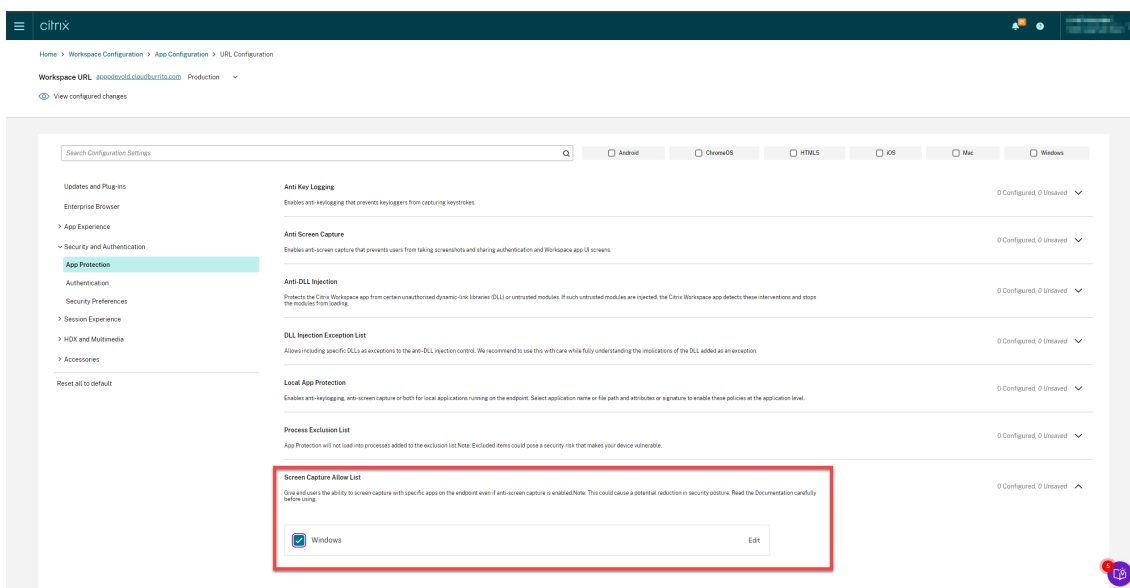 citrix
Home > Workspace Configuration > App Configuration > URL Configuration
Workspace URL apppdevold.cloudburrito.com Production
View configured changes
Search Configuration Settings
Android
ChromeOS
HTML5
iOS
Mac
Windows
Updates and Plug-ins
Enterprise Browser
> App Experience
Security and Authentication
App Protection
Authentication
Security Preferences
> Session Experience
> HDX and Multimedia
> Accessories
Reset all to default
Anti Key Logging
0 Configured, 0 Unsaved
Enables anti-keylogging that prevents keyloggers from capturing keystrokes.
Anti Screen Capture
0 Configured, 0 Unsaved
Enables anti-screen capture that prevents users from taking screenshots and sharing authentication and Workspace app UI screens.
Anti-DLL Injection
0 Configured, 0 Unsaved
Protects the Citrix Workspace app from certain unauthorised dynamic-link libraries (DLL) or untrusted modules. If such untrusted modules are injected, the Citrix Workspace app detects these interventions and stops
the modules from loading.
DLL Injection Exception List
0 Configured, 0 Unsaved
Allows including specific DLLs as exceptions to the anti-DLL injection control. We recommend to use this with care while fully understanding the implications of the DLL added as an exception.
Local App Protection
0 Configured, 0 Unsaved
Enables anti-keylogging, anti-screen capture or both for local applications running on the endpoint. Select application name or file path and attributes or signature to enable these policies at the application level.
Process Exclusion List
0 Configured, 0 Unsaved
App Protection will not load into processes added to the exclusion list.Note: Excluded items could pose a security risk that makes your device vulnerable.
Screen Capture Allow List
0 Configured, 0 Unsaved
Give end users the ability to screen capture with specific apps on the endpoint even if anti-screen capture is enabled.Note: This could cause a potential reduction in security posture. Read the Documentation carefully
before using.
Windows
Edit
5